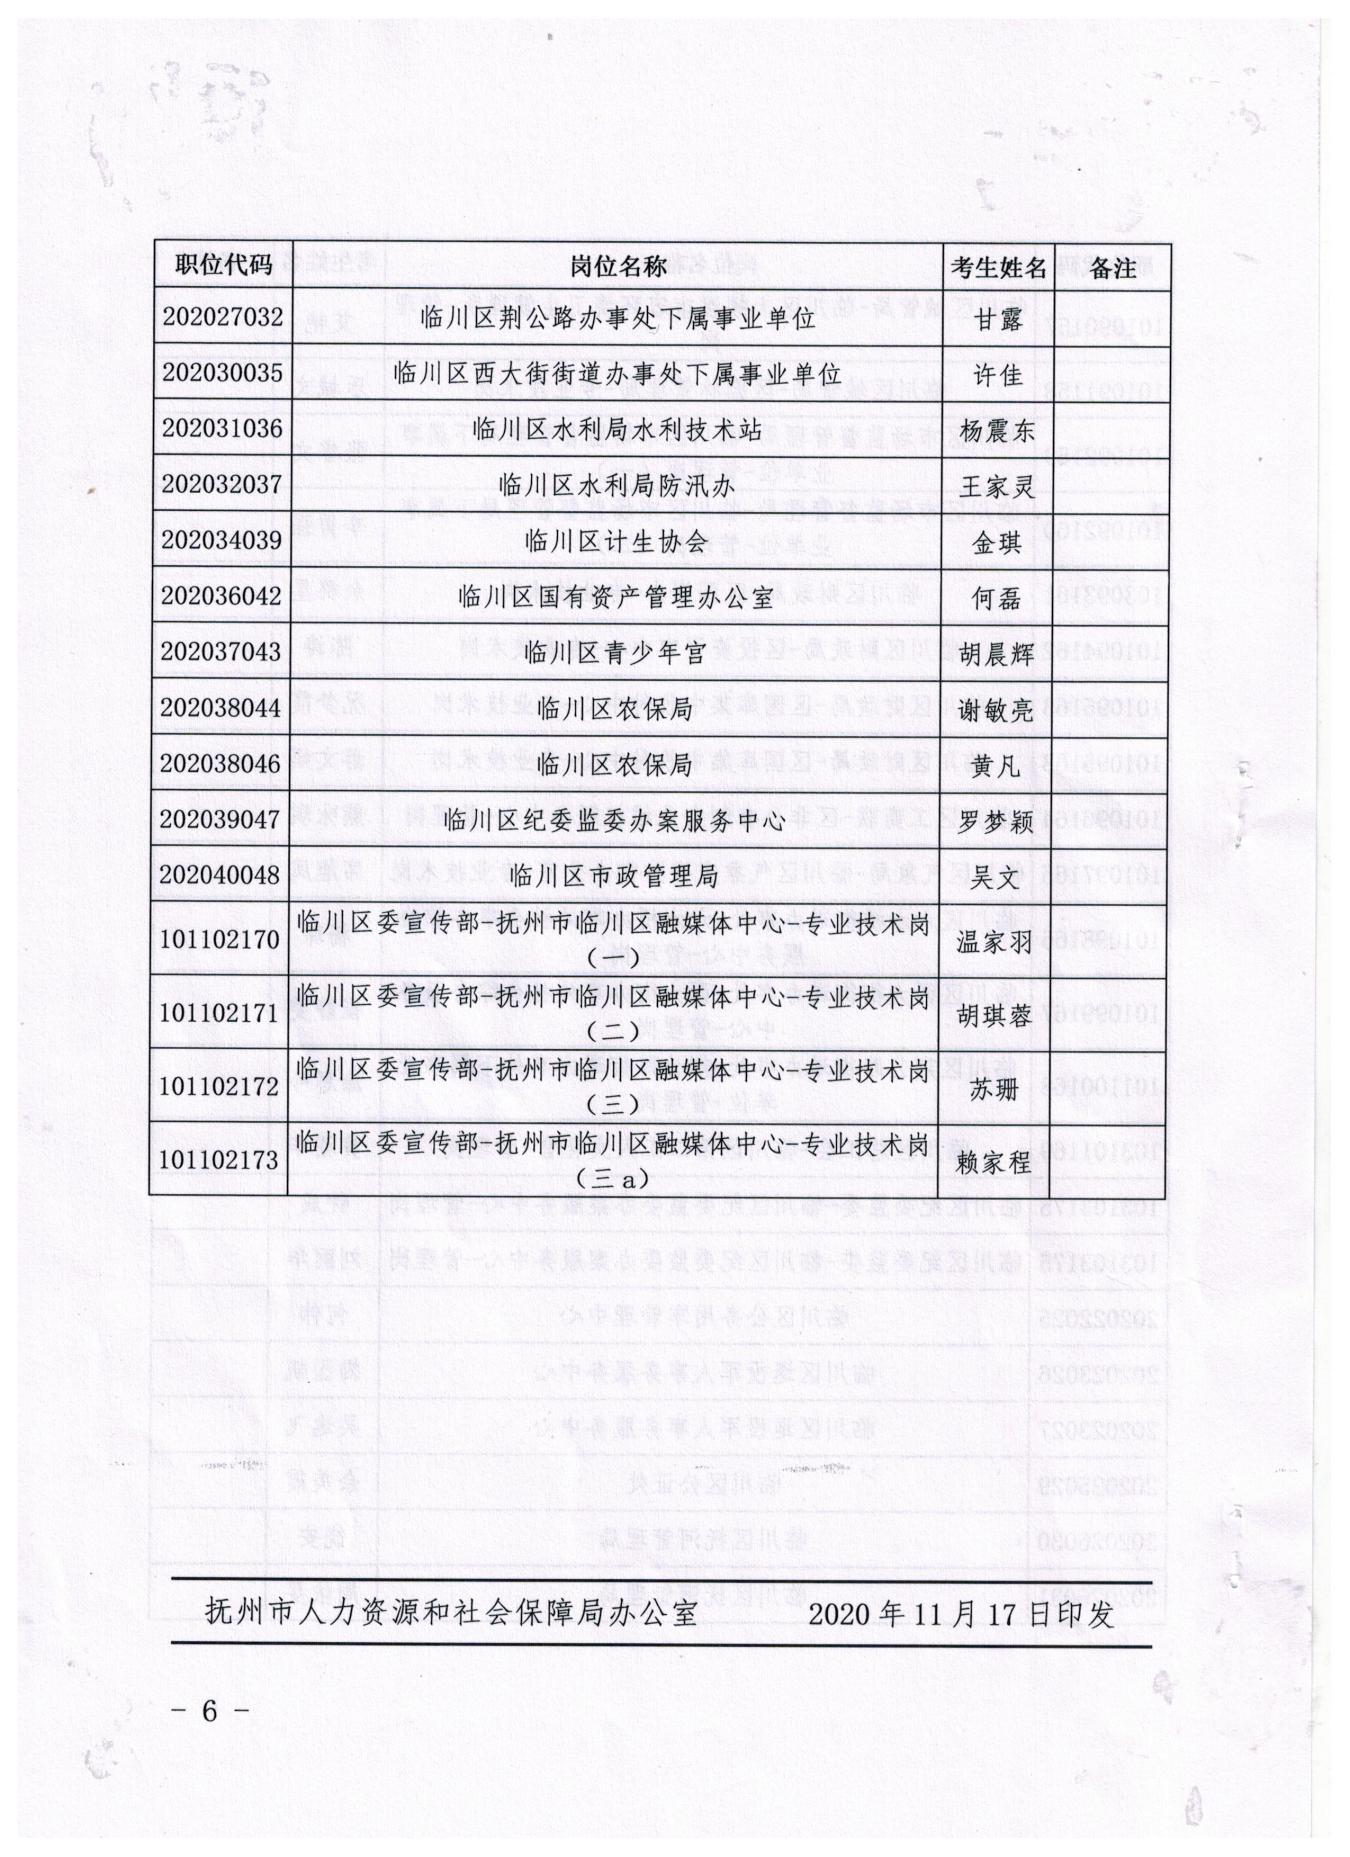 职位代码 岗位名称 考生姓名 备注
202027032 临川区荆公路办事处下属事业单位 甘露
202030035 临川区西大街街道办事处下属事业单位 许佳
202031036 临川区水利局水利技术站 杨震东
202032037 临川区水利局防汛办 王家灵
202034039 临川区计生协会 金琪
202036042 临川区国有资产管理办公室 何磊
202037043 临川区青少年宫 胡晨辉
202038044 临川区农保局 谢敏亮
202038046 临川区农保局 黄凡
202039047 临川区纪委监委办案服务中心 罗梦颖
202040048 临川区市政管理局 吴文
101102170 临川区委宣传部-抚州市临川区融媒体中心-专业技术岗 温家羽
（一）
101102171 临川区委宣传部-抚州市临川区融媒体中心-专业技术岗 胡琪蓉
（二）
101102172 临川区委宣传部-抚州市临川区融媒体中心-专业技术岗 苏珊
（三）
101102173 临川区委宣传部-抚州市临川区融媒体中心-专业技术岗 赖家程
（三a）
抚州市人力资源和社会保障局办公室 2020年11月17日印发
- 6 -